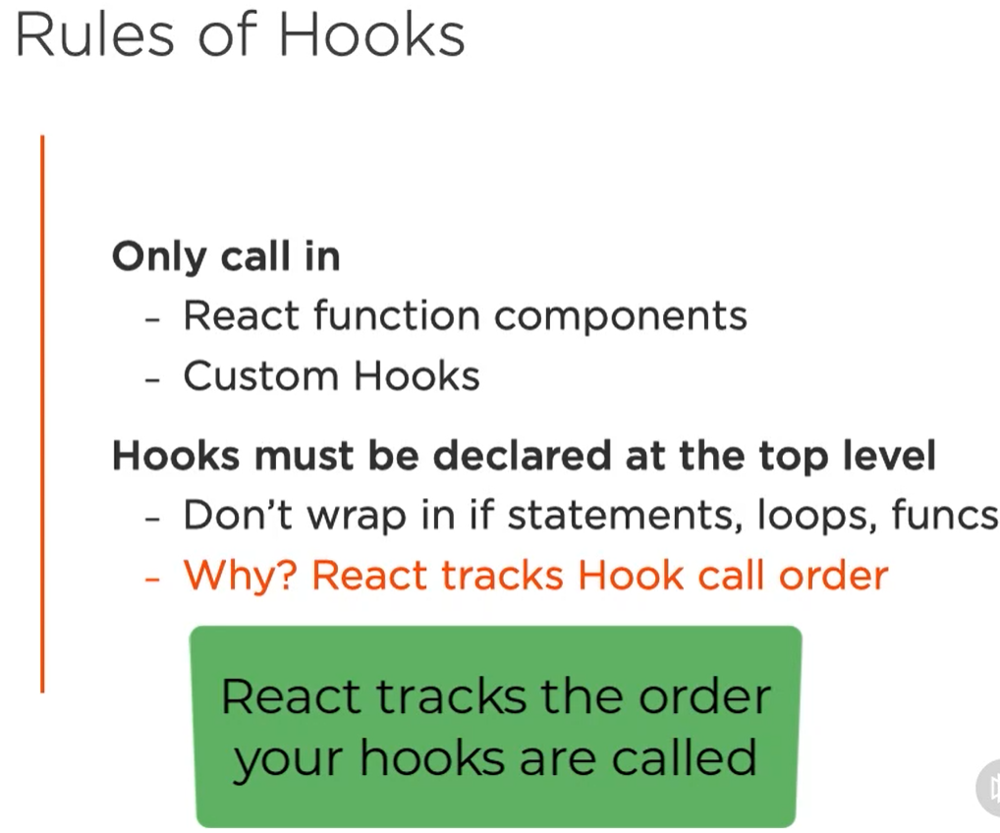 Rules of Hooks
Only call in
- React function components
- Custom Hooks
Hooks must be declared at the top level
- Don't wrap in if statements, loops, funcs
- Why? React tracks Hook call order
React tracks the order
your hooks are called